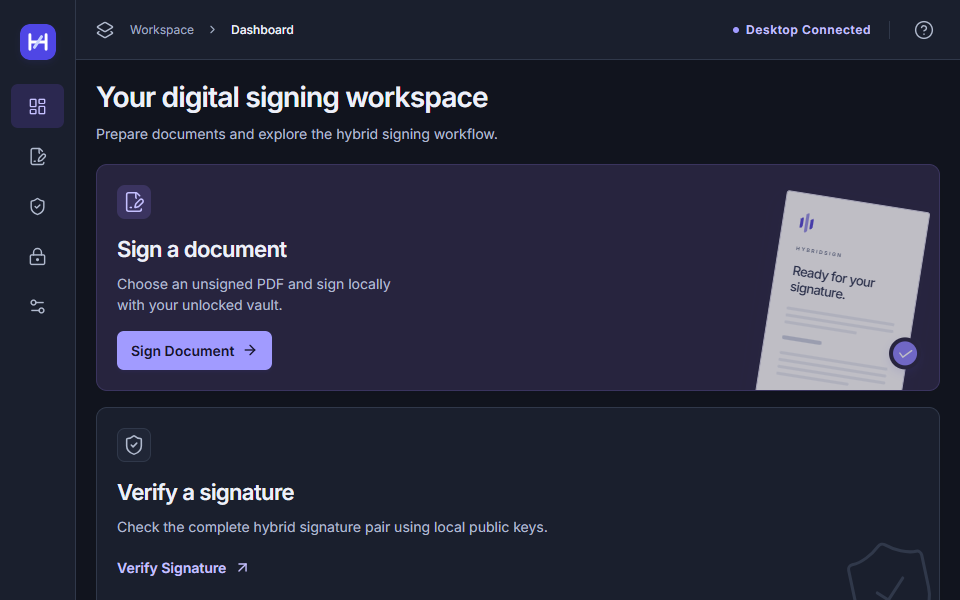 Workspace > Dashboard
Desktop Connected
Your digital signing workspace
Prepare documents and explore the hybrid signing workflow.
Sign a document
Choose an unsigned PDF and sign locally
with your unlocked vault.
Sign Document
HYBRIDSIGN
Ready for your
signature.
Verify a signature
Check the complete hybrid signature pair using local public keys.
Verify Signature